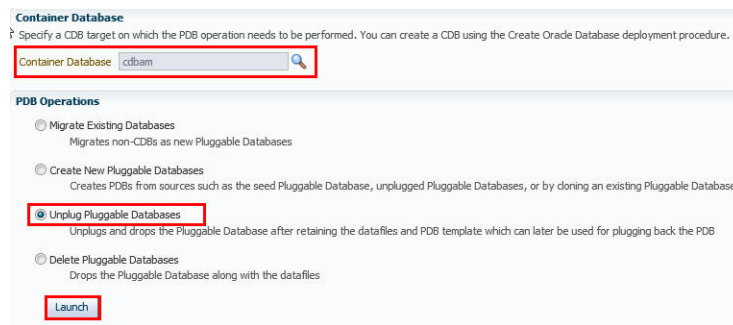 Container Database
Specify a CDB target on which the PDB operation needs to be performed. You can create a CDB using the Create Oracle Database deployment procedure.
Container Database cdbam
PDB Operations
Migrate Existing Databases
Migrates non-CDBs as new Pluggable Databases
Create New Pluggable Databases
Creates PDBs from sources such as the seed Pluggable Database, unplugged Pluggable Databases, or by cloning an existing Pluggable Database
Unplug Pluggable Databases
Unplugs and drops the Pluggable Database after retaining the datafiles and PDB template which can later be used for plugging back the PDB
Delete Pluggable Databases
Drops the Pluggable Database along with the datafiles
Launch